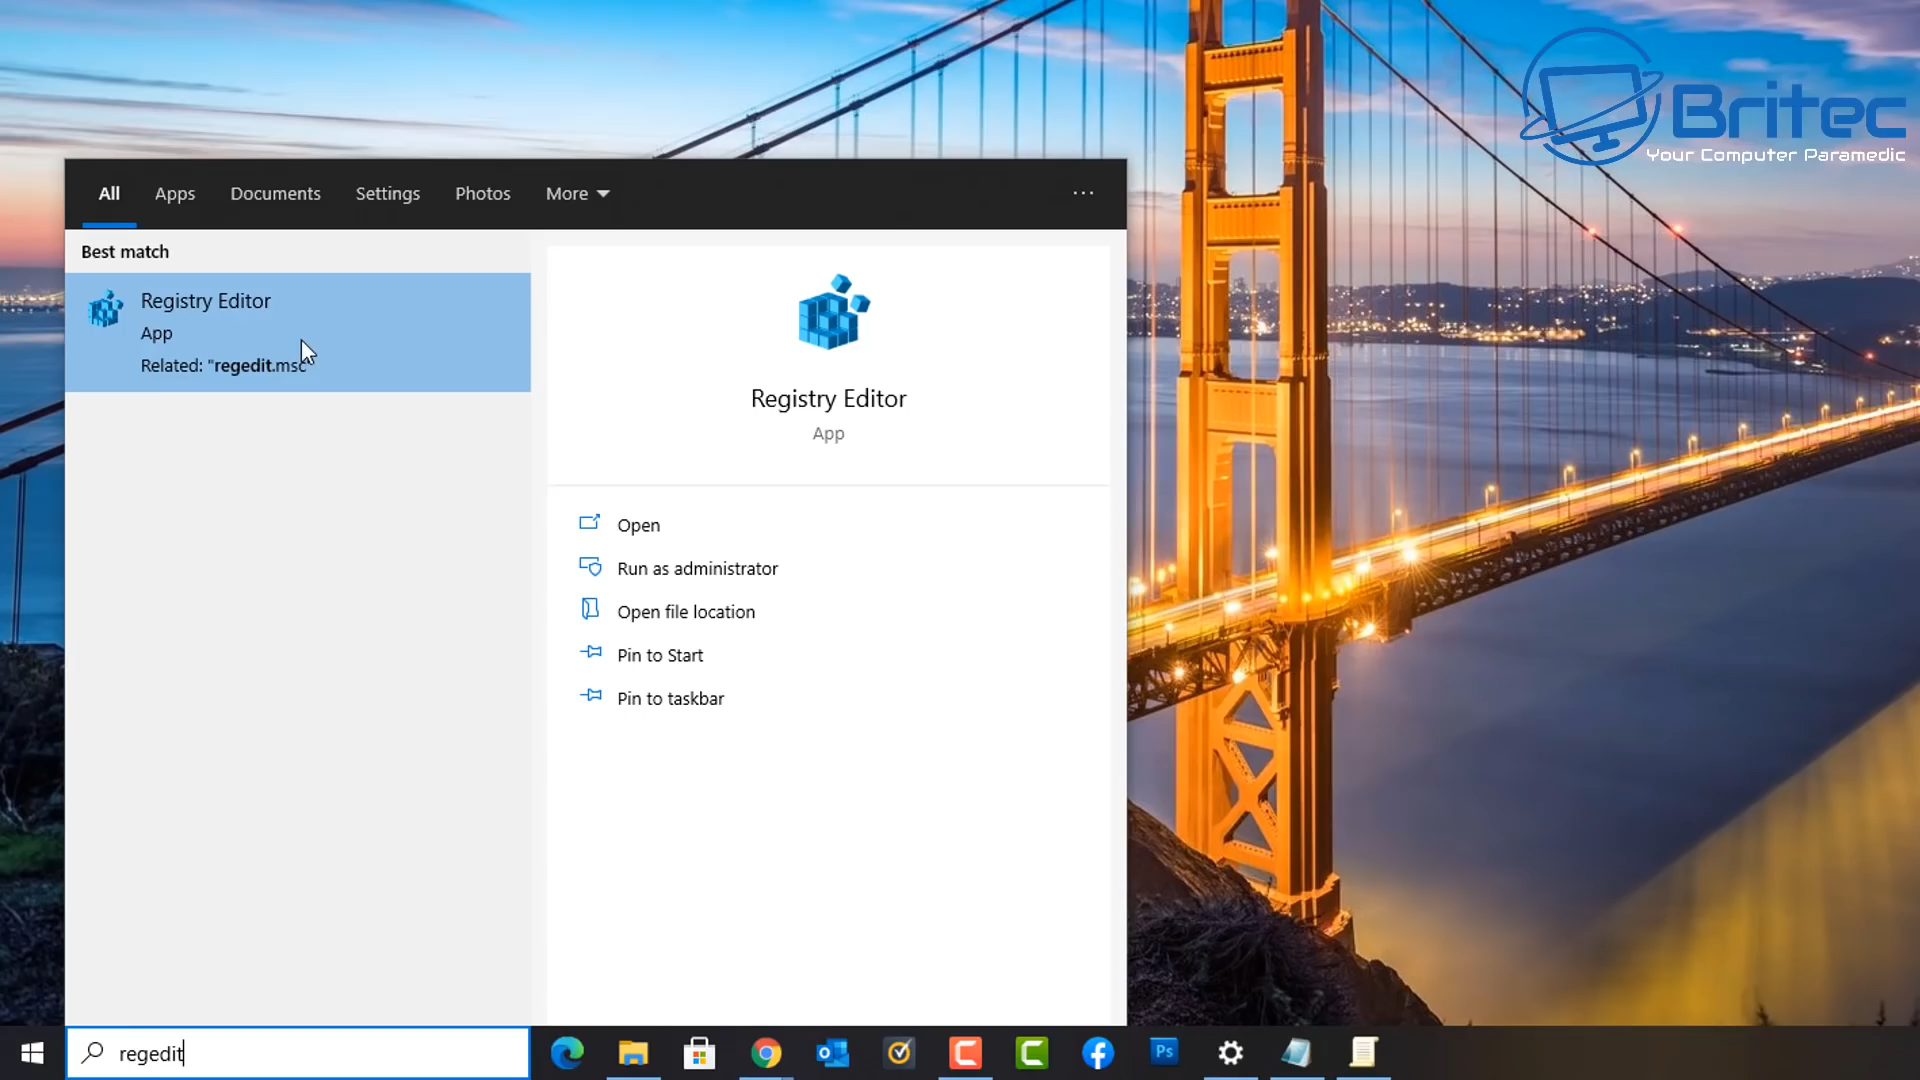 Britec
Your Computer Paramedic
All Apps Documents Settings Photos More ...
Best match
Registry Editor
App
Related: "regedit.msc"
Registry Editor
App
Open
Run as administrator
Open file location
Pin to Start
Pin to taskbar
regedit
Ps